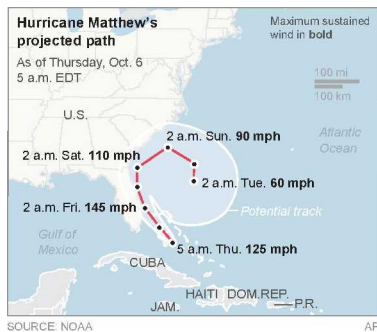 Hurricane Matthew's
projected path
As of Thursday, Oct. 6
5 a.m. EDT
Maximum sustained
wind in bold
100 mi
100 km
U.S.
Atlantic
Ocean
2 a.m. Sun. 90 mph
2 a.m. Sat. 110 mph
2 a.m. Tue. 60 mph
2 a.m. Fri. 145 mph
Potential track
Gulf of
Mexico
5 a.m. Thu. 125 mph
CUBA
HAITI DOM.REP.
P.R.
JAM.
SOURCE: NOAA
AP